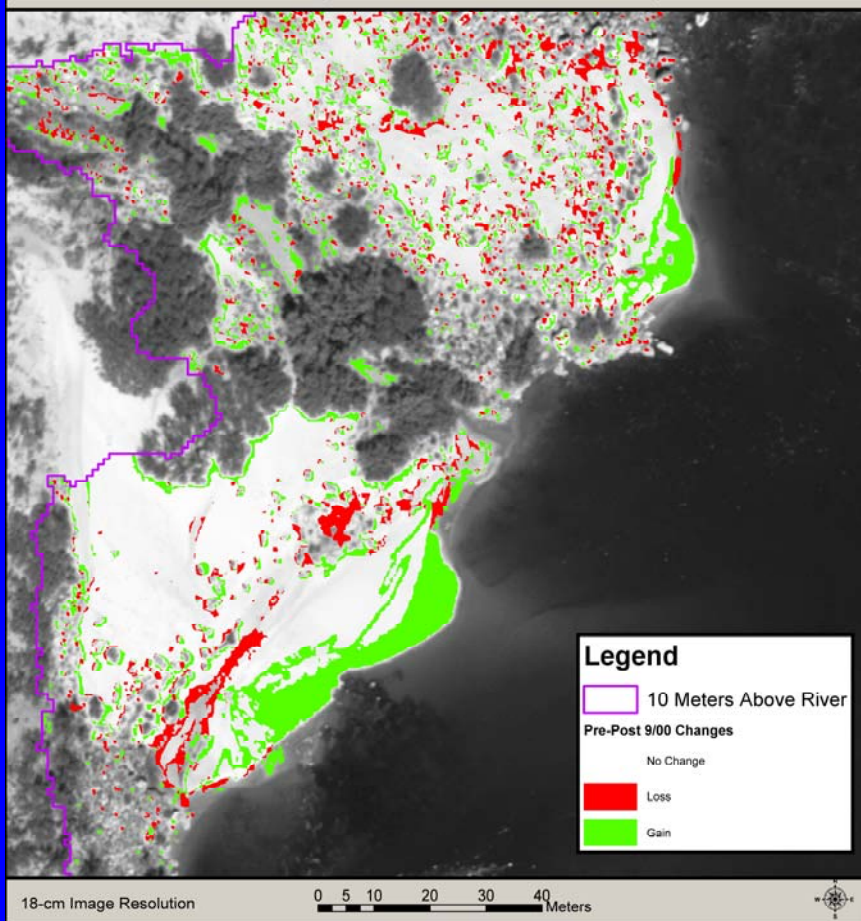 Legend
10 Meters Above River
Pre-Post 9/00 Changes
No Change
Loss
Gain
18-cm Image Resolution
0 5 10 20 30 40
Meters
N
W E
S